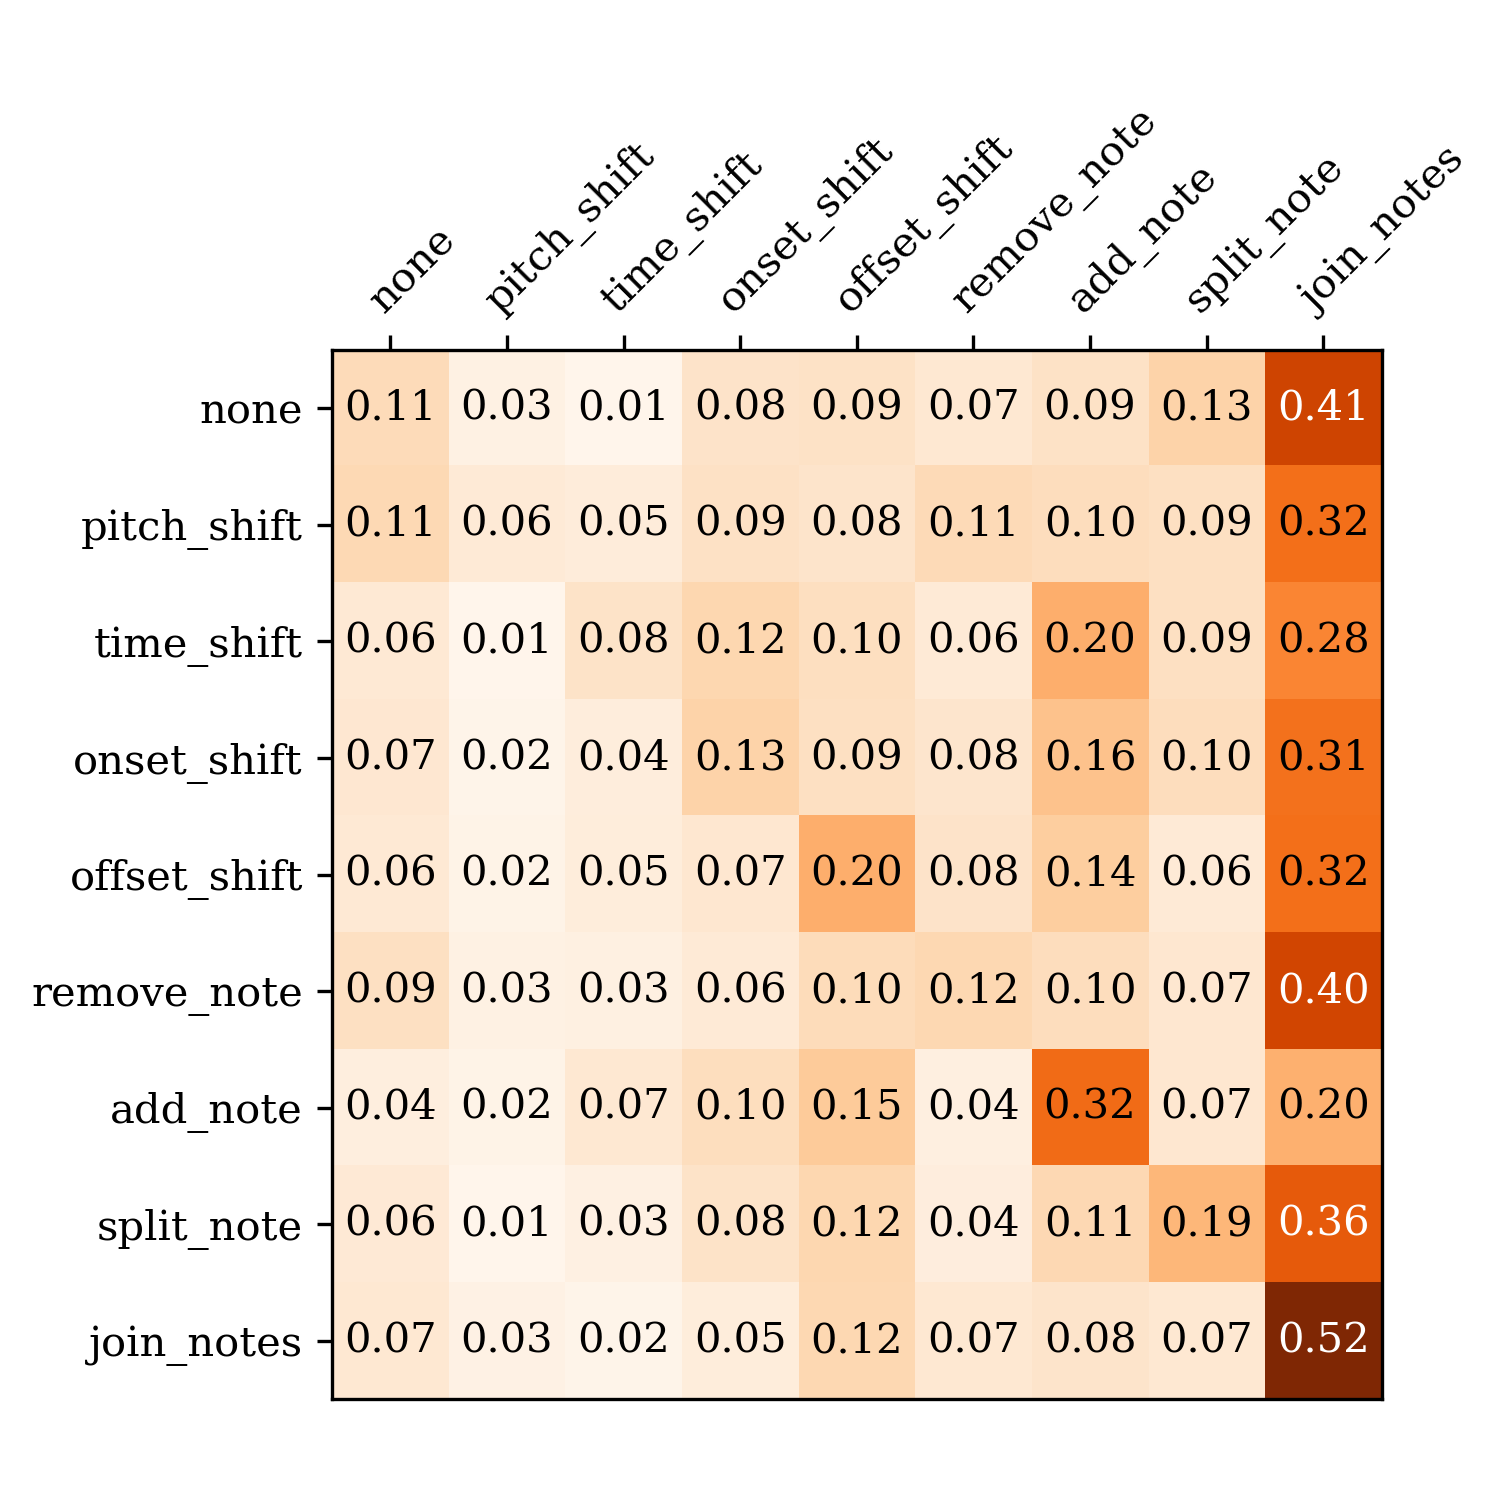 none pitch_shift time_shift onset_shift offset_shift remove_note add_note split_note join_notes
none 0.11 0.03 0.01 0.08 0.09 0.07 0.09 0.13 0.41
pitch_shift 0.11 0.06 0.05 0.09 0.08 0.11 0.10 0.09 0.32
time_shift 0.06 0.01 0.08 0.12 0.10 0.06 0.20 0.09 0.28
onset_shift 0.07 0.02 0.04 0.13 0.09 0.08 0.16 0.10 0.31
offset_shift 0.06 0.02 0.05 0.07 0.20 0.08 0.14 0.06 0.32
remove_note 0.09 0.03 0.03 0.06 0.10 0.12 0.10 0.07 0.40
add_note 0.04 0.02 0.07 0.10 0.15 0.04 0.32 0.07 0.20
split_note 0.06 0.01 0.03 0.08 0.12 0.04 0.11 0.19 0.36
join_notes 0.07 0.03 0.02 0.05 0.12 0.07 0.08 0.07 0.52